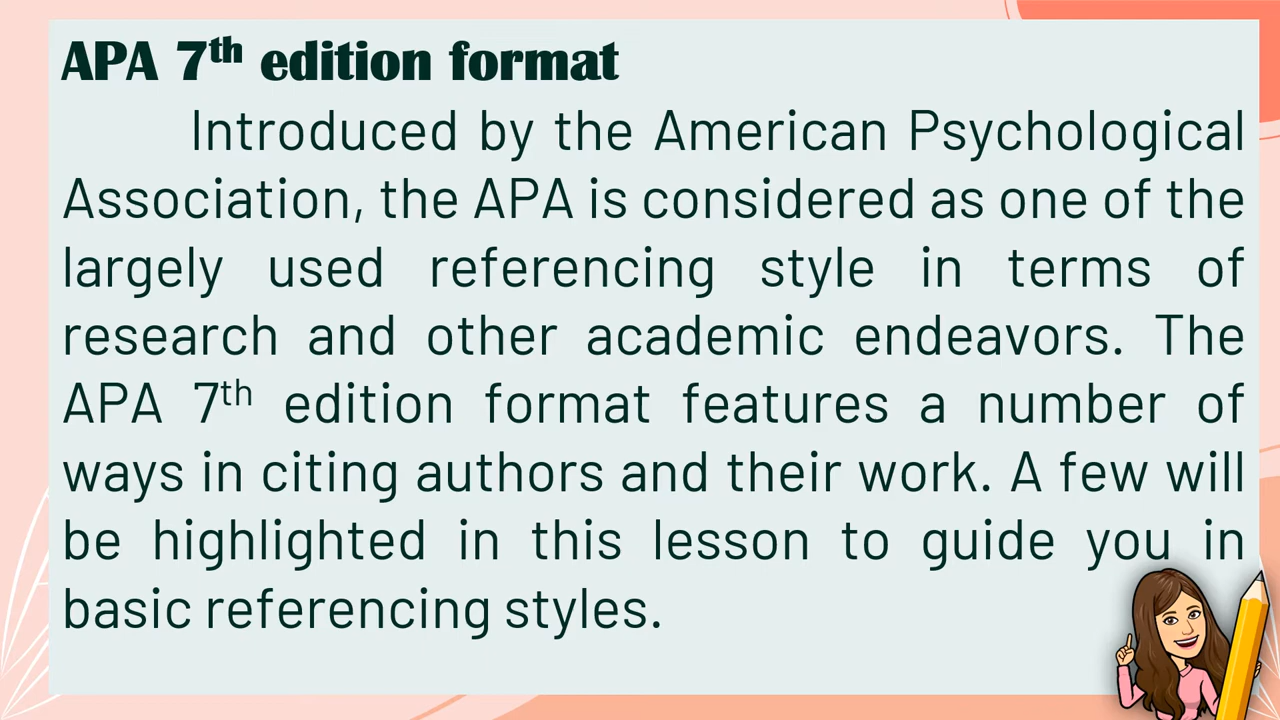 APA 7th edition format
Introduced by the American Psychological
Association, the APA is considered as one of the
largely used referencing style in terms of
research and other academic endeavors. The
APA 7th edition format features a number of
ways in citing authors and their work. A few will
be highlighted in this lesson to guide you in
basic referencing styles.